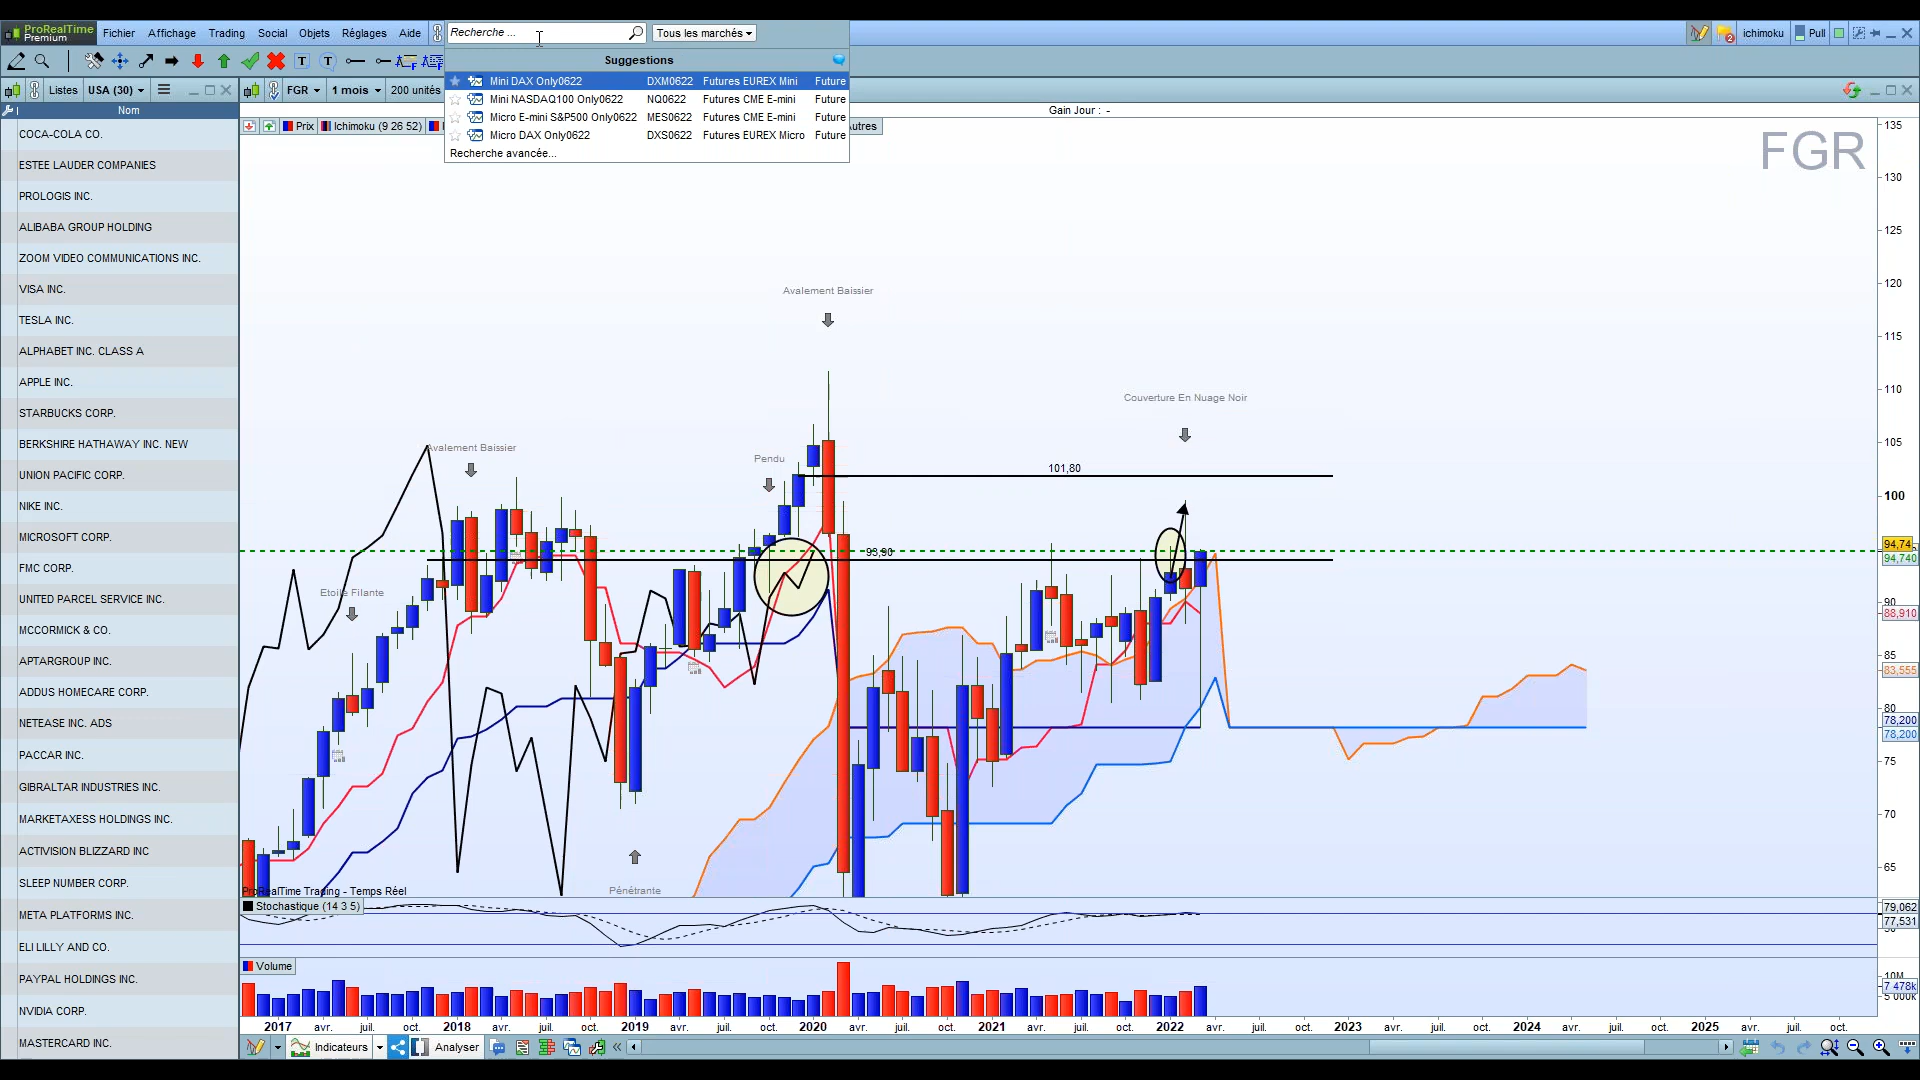 ProRealTime
Premium
Fichier Affichage Trading Social Objets Réglages Aide
Recherche ...
Tous les marchés
ichimoku
Pull
Suggestions
Mini DAX Only0622 DXM0622 Futures EUREX Mini Future
Mini NASDAQ100 Only0622 NQ0622 Futures CME E-mini Future
Micro E-mini S&P500 Only0622 MES0622 Futures CME E-mini Future
Micro DAX Only0622 DXS0622 Futures EUREX Micro Future
Recherche avancée...
Listes USA (30)
FGR 1 mois 200 unités
Nom
Gain Jour : -
Prix Ichimoku (9 26 52)
utres
FGR
COCA-COLA CO.
ESTEE LAUDER COMPANIES
PROLOGIS INC.
ALIBABA GROUP HOLDING
ZOOM VIDEO COMMUNICATIONS INC.
VISA INC.
TESLA INC.
ALPHABET INC. CLASS A
APPLE INC.
STARBUCKS CORP.
BERKSHIRE HATHAWAY INC. NEW
UNION PACIFIC CORP.
NIKE INC.
MICROSOFT CORP.
FMC CORP.
UNITED PARCEL SERVICE INC.
MCCORMICK & CO.
APTARGROUP INC.
ADDUS HOMECARE CORP.
NETEASE INC. ADS
PACCAR INC.
GIBRALTAR INDUSTRIES INC.
MARKETAXESS HOLDINGS INC.
ACTIVISION BLIZZARD INC
SLEEP NUMBER CORP.
META PLATFORMS INC.
ELI LILLY AND CO.
PAYPAL HOLDINGS INC.
NVIDIA CORP.
MASTERCARD INC.
Avalement Baissier
Couverture En Nuage Noir
Avalement Baissier
Pendu
101,80
93,90
Etoile Filante
Pénétrante
ProRealTime Trading - Temps Réel
Stochastique (14 3 5)
Volume
135
130
125
120
115
110
105
100
94,74
94,740
90
88,910
85
83,555
80
78,200
78,200
75
70
65
79,062
77,531
10M
7 478k
5 000k
2017 avr. juil. oct. 2018 avr. juil. oct. 2019 avr. juil. oct. 2020 avr. juil. oct. 2021 avr. juil. oct. 2022 avr. juil. oct. 2023 avr. juil. oct. 2024 avr. juil. oct. 2025 avr. juil. oct.
Indicateurs Analyser